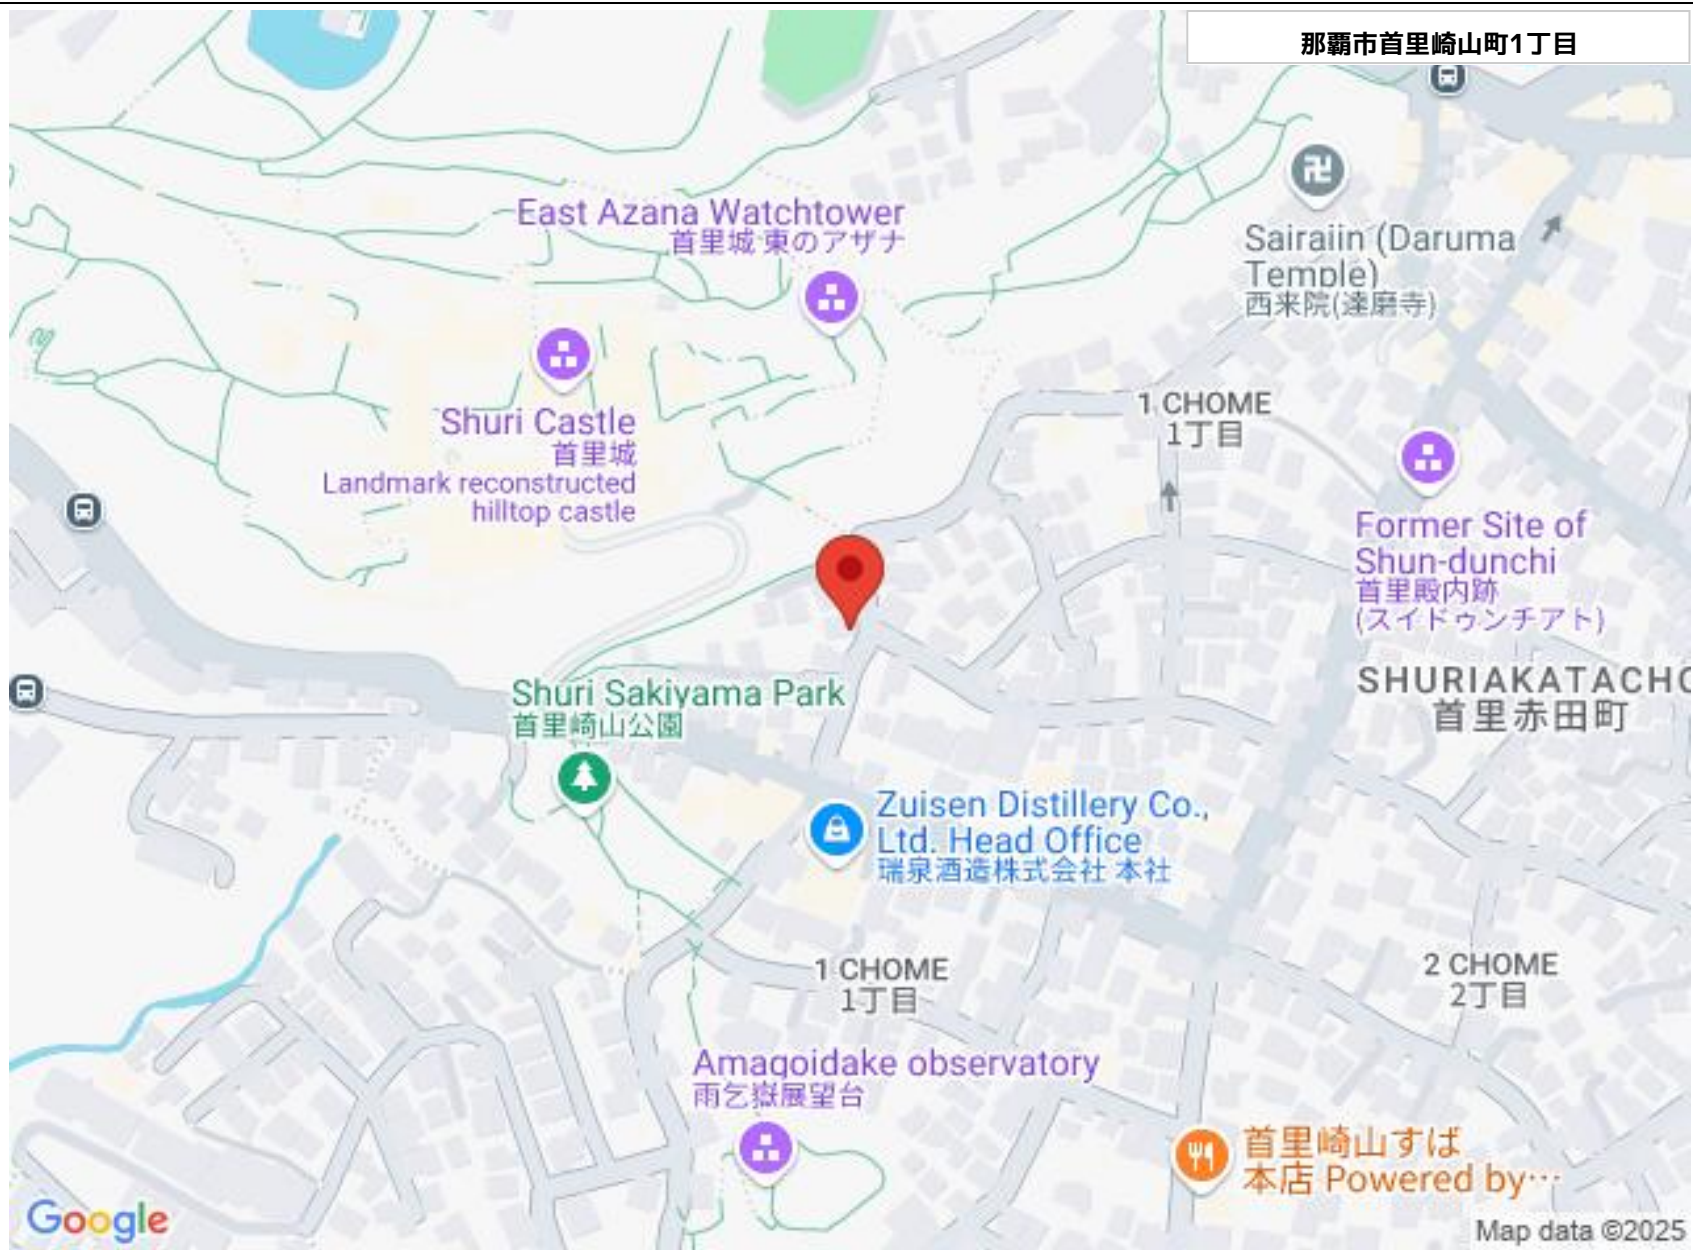 那覇市首里崎山町1丁目
East Azana Watchtower
首里城 東のアザナ
Sairaiin (Daruma
Temple)
西来院(達磨寺)
Shuri Castle
首里城
Landmark reconstructed
hilltop castle
1 CHOME
1丁目
Former Site of
Shun-dunchi
首里殿内跡
(スイドゥンチアト)
Shuri Sakiyama Park
首里崎山公園
SHURIAKATACHO
首里赤田町
Zuisen Distillery Co.,
Ltd. Head Office
瑞泉酒造株式会社 本社
1 CHOME
1丁目
2 CHOME
2丁目
Amagoidake observatory
雨乞嶽展望台
首里崎山すば
本店 Powered by…
Google
Map data ©2025